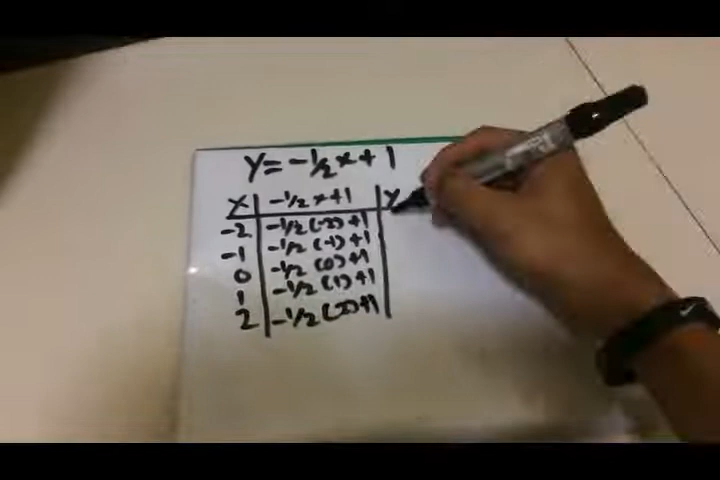 y = -1/2x + 1
x | -1/2x+1 | y
-2 | -1/2(-2)+1
-1 | -1/2(-1)+1
0 | -1/2(0)+1
1 | -1/2(1)+1
2 | -1/2(2)+1